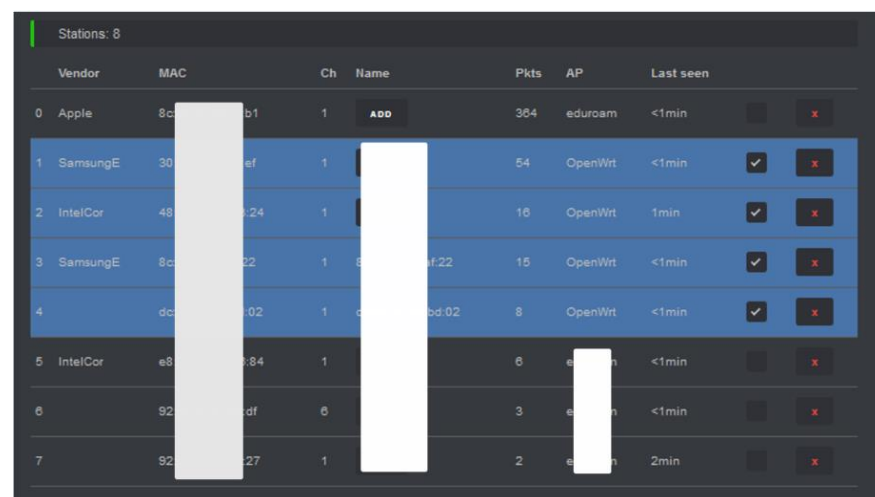 Stations: 8
Vendor MAC Ch Name Pkts AP Last seen
0 Apple 8c b1 1 ADD 364 eduroam <1min x
1 SamsungE 30 ef 1 54 OpenWrt <1min x
2 IntelCor 48 :24 1 16 OpenWrt 1min x
3 SamsungE 8c 22 1 8 af:22 15 OpenWrt <1min x
4 dc :02 1 bd:02 8 OpenWrt <1min x
5 IntelCor e8 :84 1 6 e n <1min x
6 92 :df 6 3 e n <1min x
7 92 :27 1 2 e n 2min x